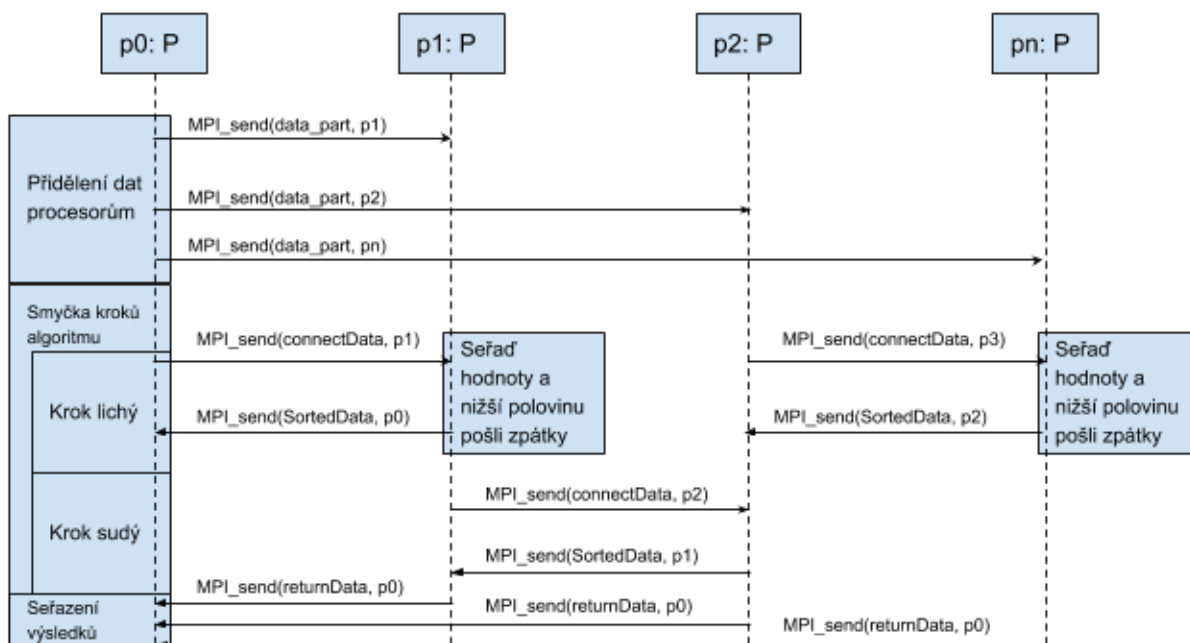 p0: P
p1: P
p2: P
pn: P
MPI_send(data_part, p1)
Přidělení dat
procesorům
MPI_send(data_part, p2)
MPI_send(data_part, pn)
Smyčka kroků
algoritmu
MPI_send(connectData, p1)
MPI_send(connectData, p3)
Seřaď
hodnoty a
nižší polovinu
pošli zpátky
Seřaď
hodnoty a
nižší polovinu
pošli zpátky
Krok lichý
MPI_send(SortedData, p0)
MPI_send(SortedData, p2)
Krok sudý
MPI_send(connectData, p2)
MPI_send(SortedData, p1)
MPI_send(returnData, p0)
MPI_send(returnData, p0)
MPI_send(returnData, p0)
Seřazení
výsledků